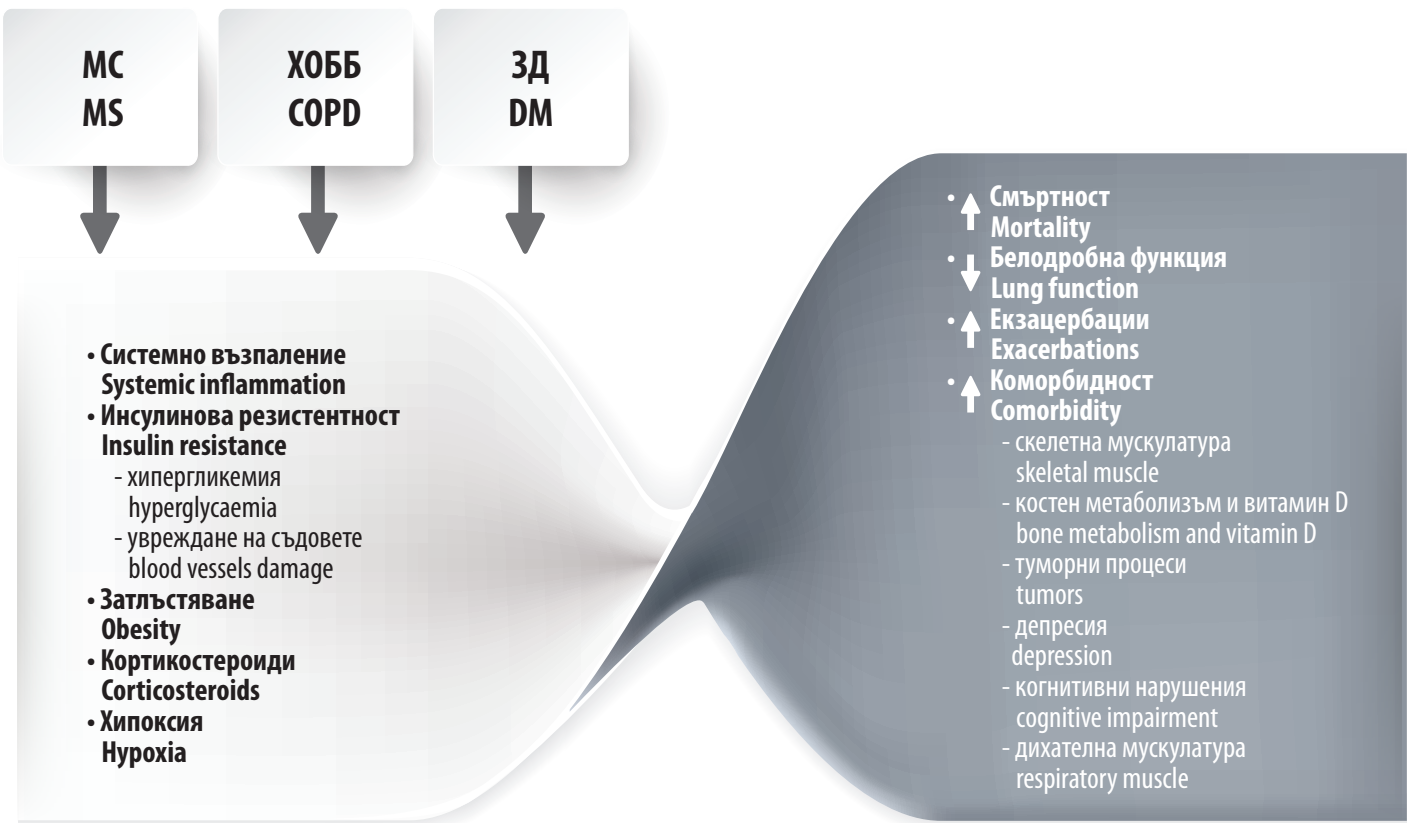 МС
MS
ХОББ
COPD
ЗД
DM
• Системно възпаление
Systemic inflammation
• Инсулинова резистентност
Insulin resistance
- хипергликемия
hyperglycaemia
- увреждане на съдовете
blood vessels damage
• Затлъстяване
Obesity
• Кортикостероиди
Corticosteroids
• Хипоксия
Hypoxia
• Смъртност
Mortality
• Белодробна функция
Lung function
• Екзацербации
Exacerbations
• Коморбидност
Comorbidity
- скелетна мускулатура
skeletal muscle
- костен метаболизъм и витамин D
bone metabolism and vitamin D
- туморни процеси
tumors
- депресия
depression
- когнитивни нарушения
cognitive impairment
- дихателна мускулатура
respiratory muscle